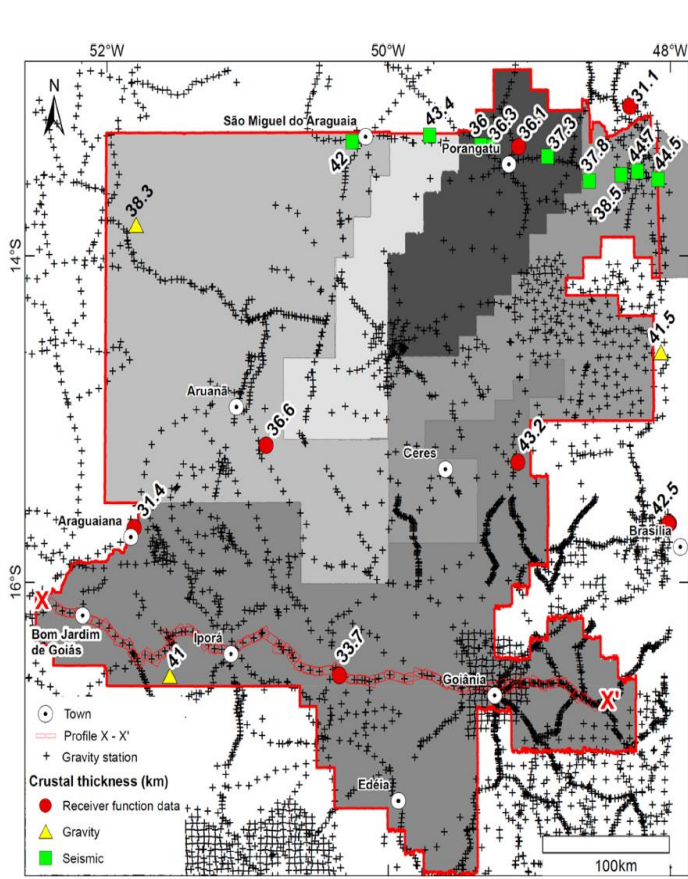 52°W 50°W 48°W
N
31.1
São Miguel do Araguaia
43.4
36
36.3
36.1
Porangatu
37.3
42
37.8
38.5
44.5
38.3
14°S
41.5
Aruanã
36.6
43.2
Ceres
31.4
42.5
Araguaiana
Brasília
16°S
X
Bom Jardim
de Goiás
Iporá
33.7
41
Goiânia
X'
Town
Profile X - X'
Gravity station
Edéia
Crustal thickness (km)
Receiver function data
Gravity
Seismic
100km